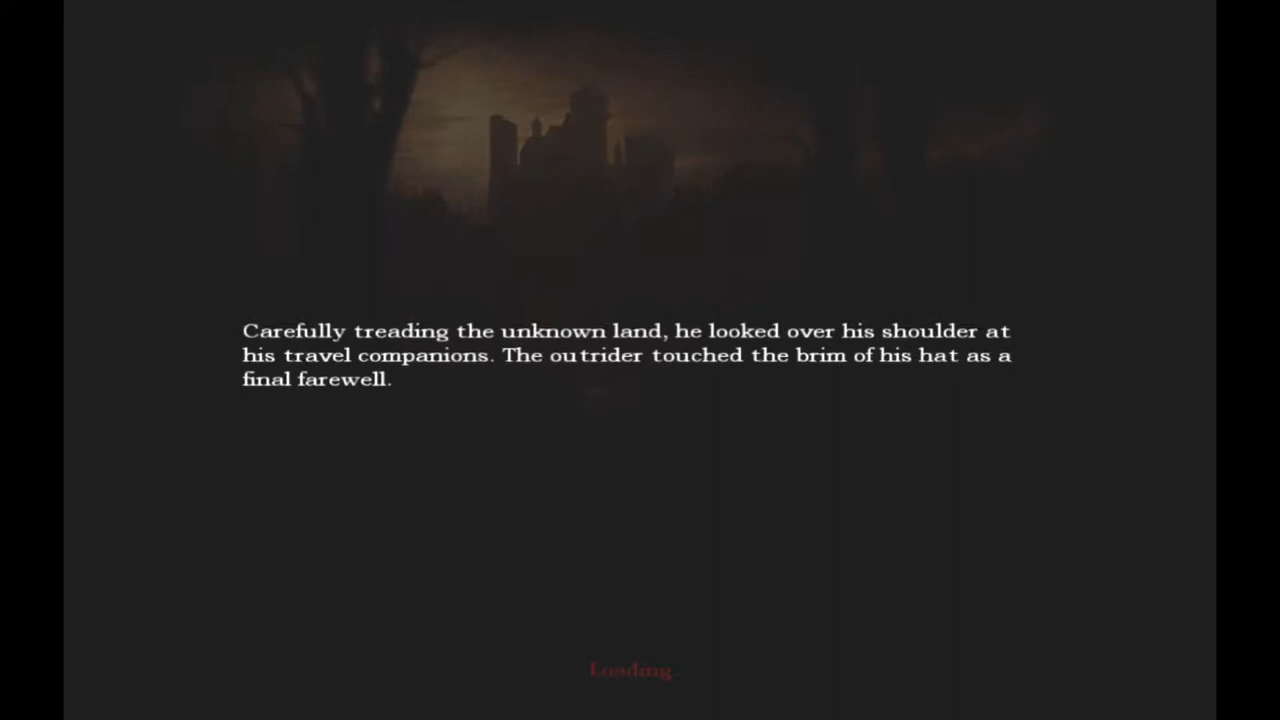 Carefully treading the unknown land, he looked over his shoulder at
his travel companions. The outrider touched the brim of his hat as a
final farewell.
Loading...